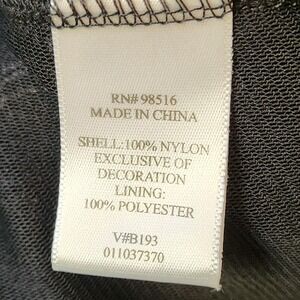 RN# 98516
MADE IN CHINA
SHELL:100% NYLON
EXCLUSIVE OF
DECORATION
LINING:
100% POLYESTER
V#B193
011037370